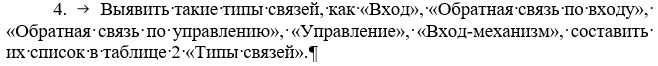 4. → Выявить такие типы связей, как «Вход», «Обратная связь по входу»,
«Обратная связь по управлению», «Управление», «Вход-механизм», составить
их список в таблице 2 «Типы связей».¶